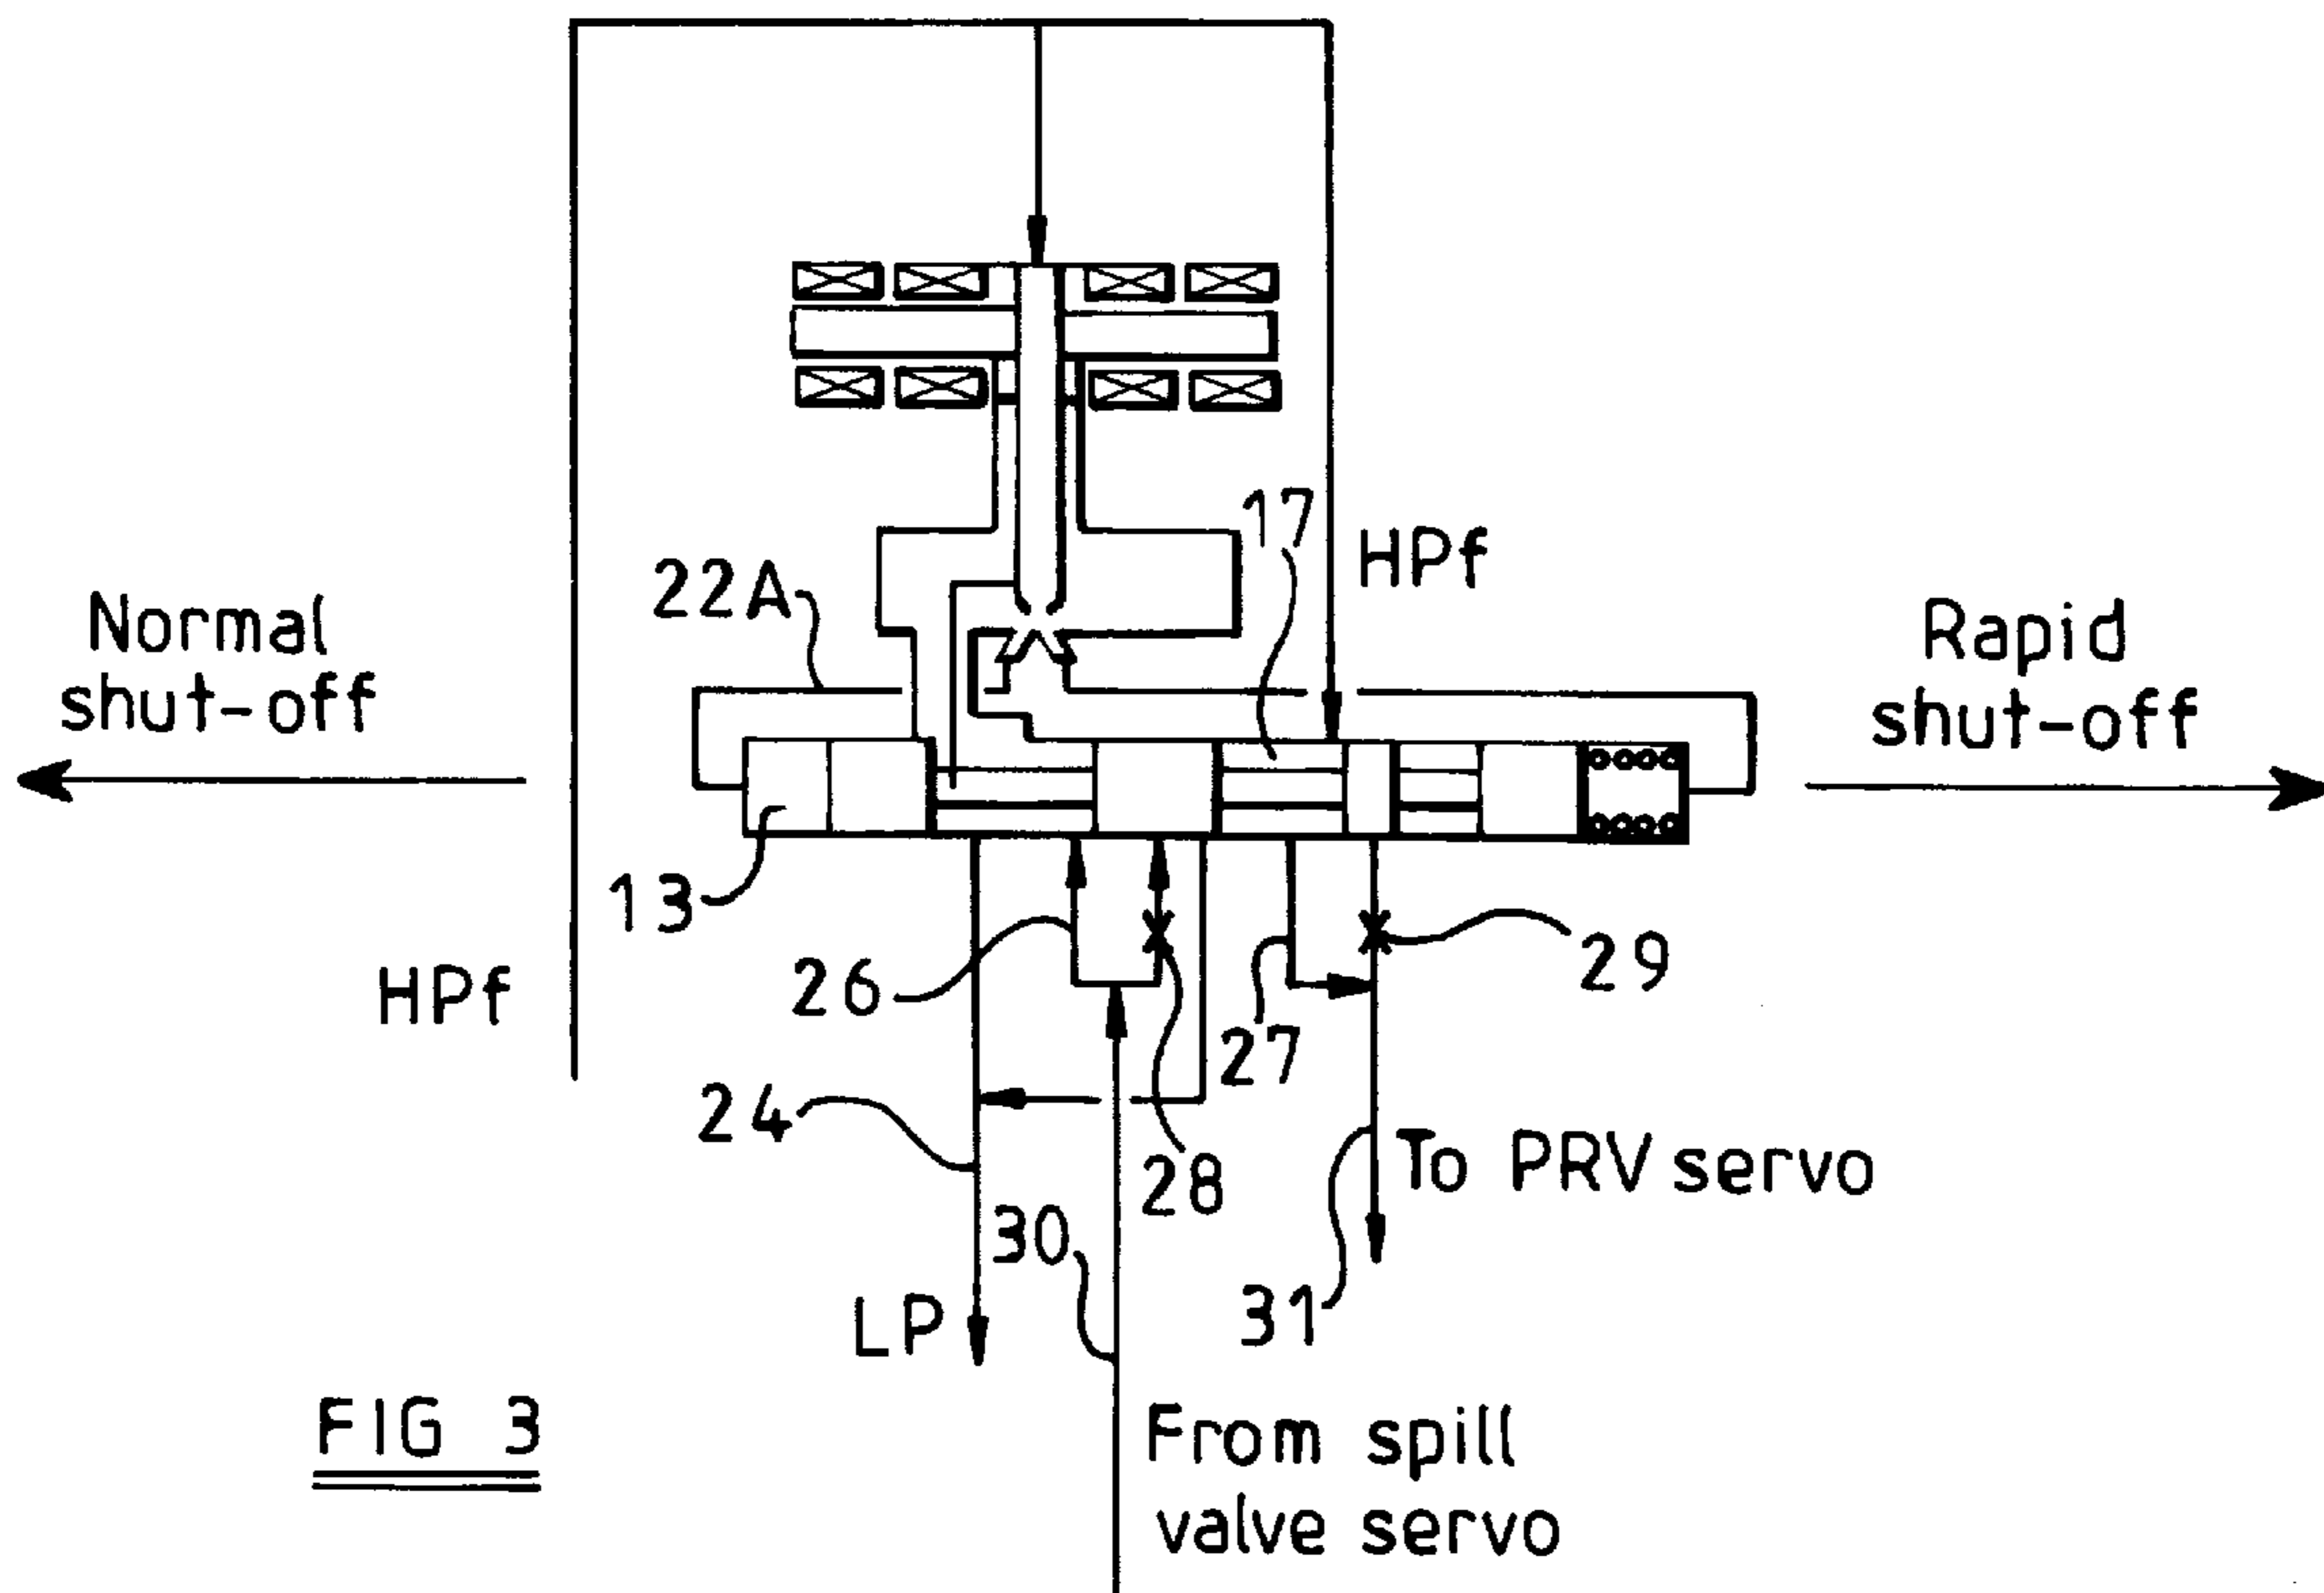 17
HPf
22A
Normal
shut-off
Rapid
shut-off
13
26
29
HPf
27
24
28
To PRV servo
30
31
LP
From spill
valve servo
FIG 3